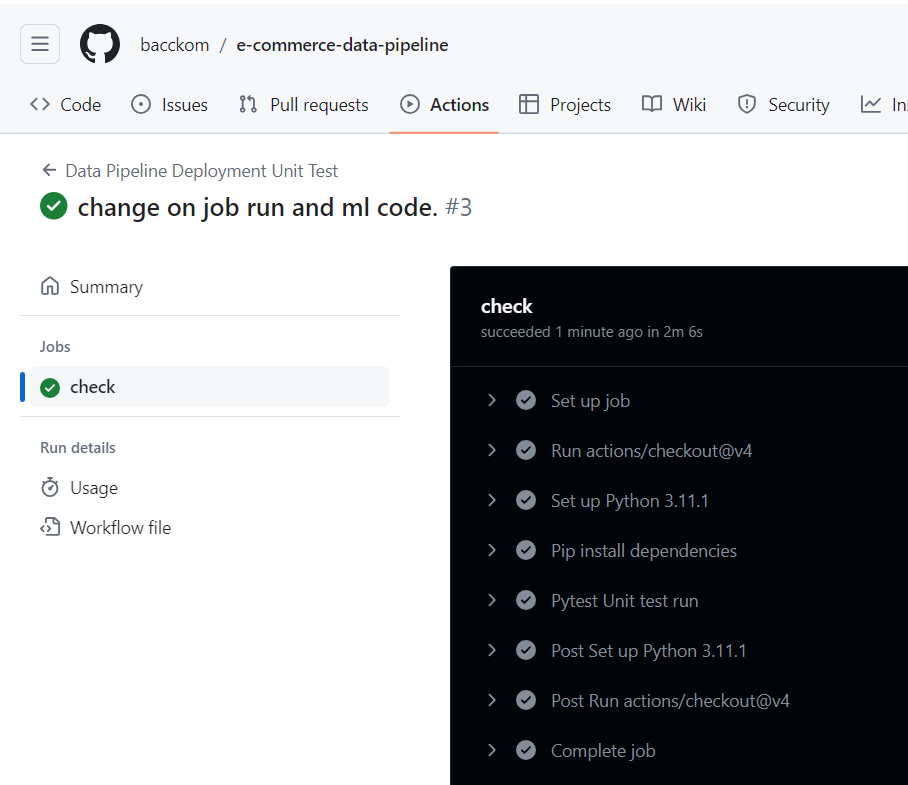 bacckom / e-commerce-data-pipeline
Code Issues Pull requests Actions Projects Wiki Security
Data Pipeline Deployment Unit Test
change on job run and ml code. #3
Summary
Jobs
check
Run details
Usage
Workflow file
check
succeeded 1 minute ago in 2m 6s
Set up job
Run actions/checkout@v4
Set up Python 3.11.1
Pip install dependencies
Pytest Unit test run
Post Set up Python 3.11.1
Post Run actions/checkout@v4
Complete job